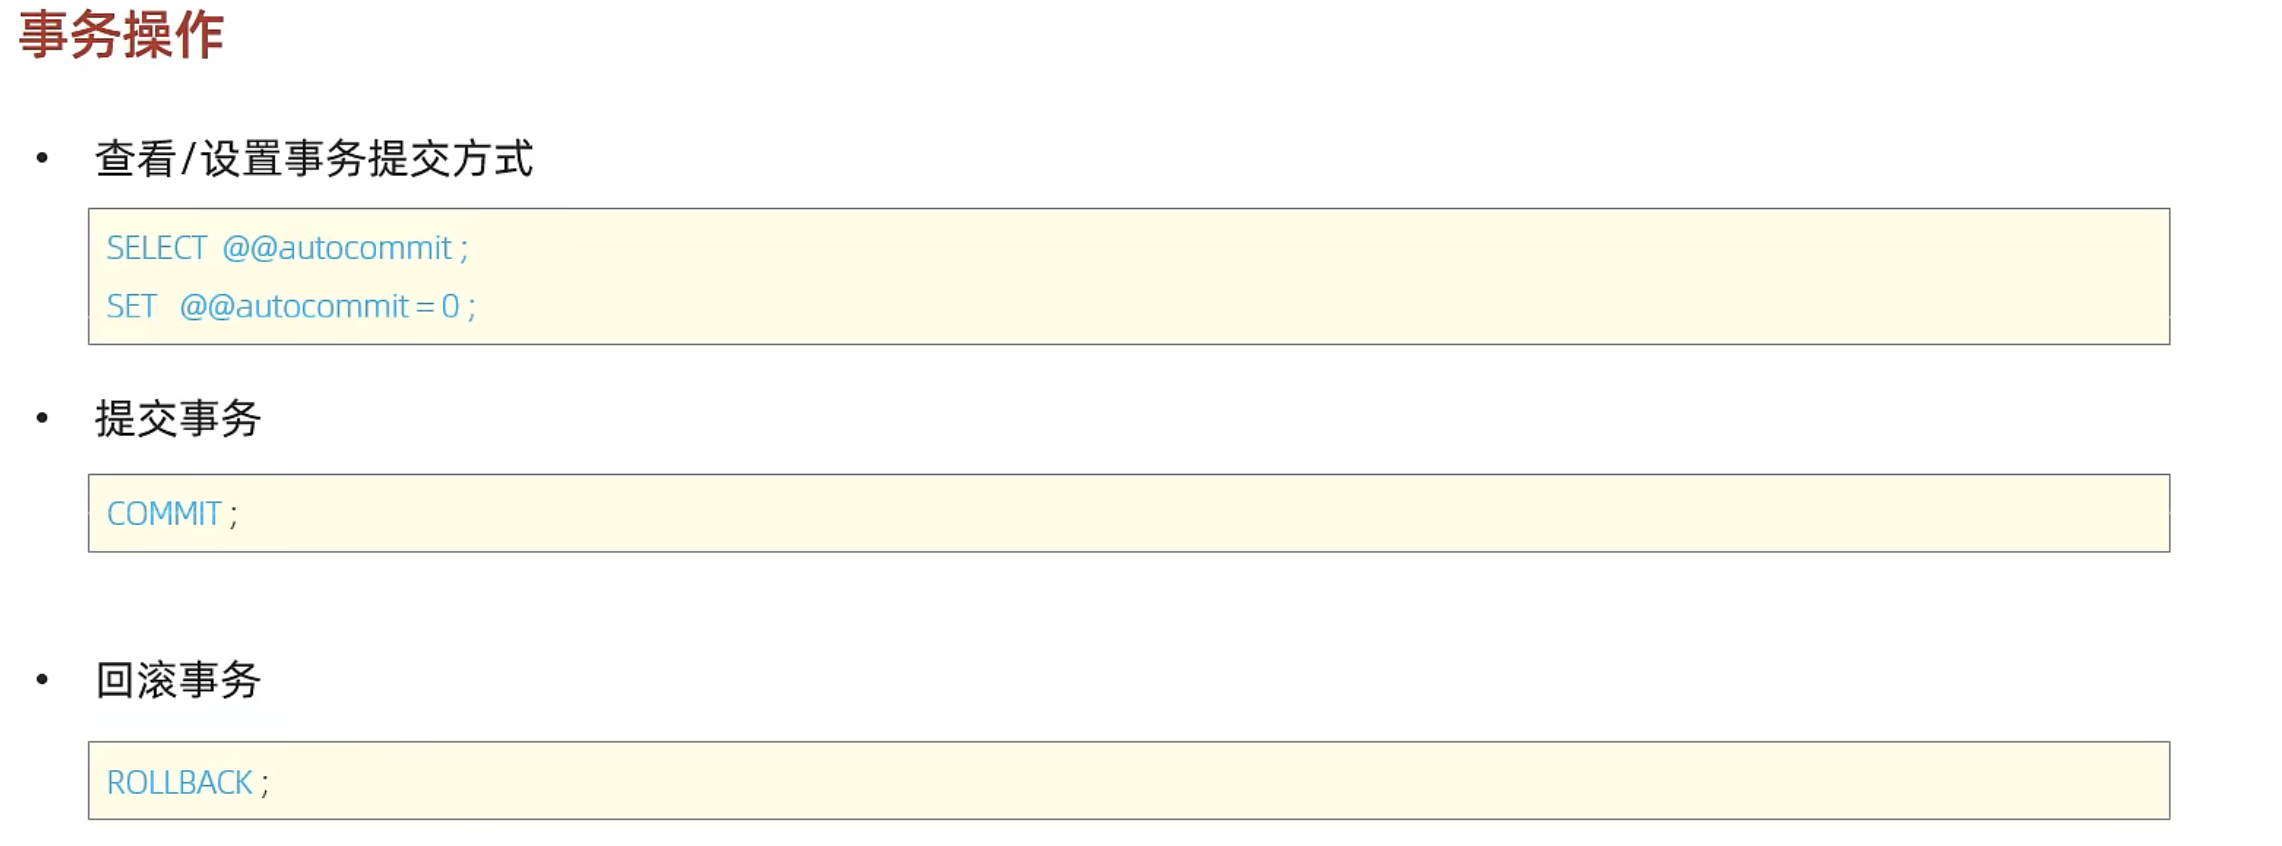 事务操作
• 查看/设置事务提交方式
SELECT @@autocommit ;
SET @@autocommit = 0 ;
• 提交事务
COMMIT ;
• 回滚事务
ROLLBACK ;